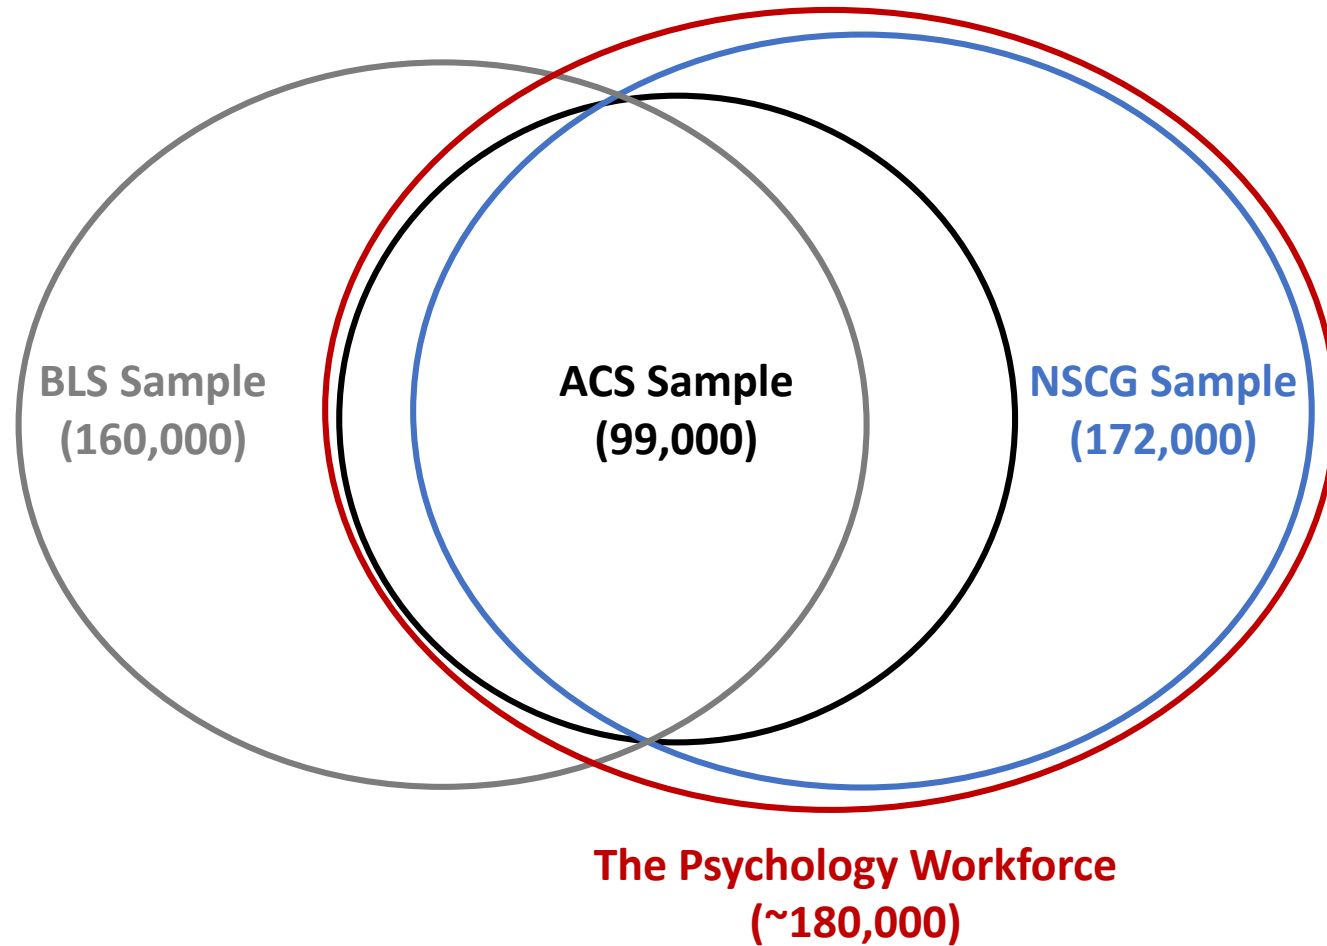 BLS Sample
(160,000)
ACS Sample
(99,000)
NSCG Sample
(172,000)
The Psychology Workforce
(~180,000)